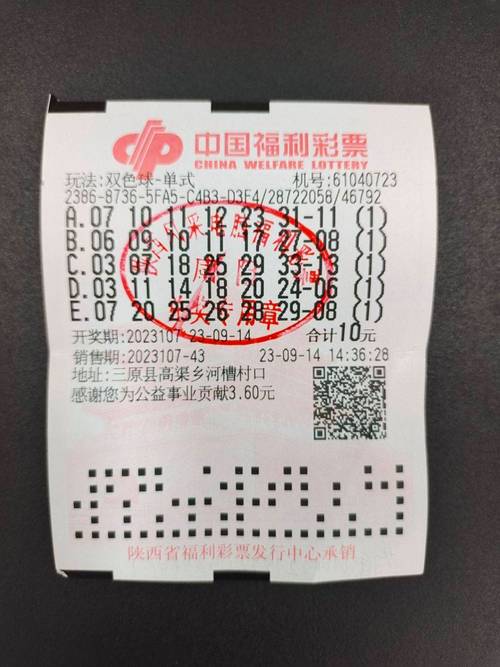 中国福利彩票
CHINA WELFARE LOTTERY
玩法:双色球-单式 机号:61040723
2386-8736-5FA5-C4B3-D3F4/28722058/46792
A.07 10 11 12 23 31-11 (1)
B.06 09 10 11 17 27-08 (1)
C.03 07 18 25 29 33-13 (1)
D.03 11 14 18 20 24-06 (1)
E.07 20 25 26 28 29-08 (1)
开奖期:2023107 23-09-14 合计10元
销售期:2023107-43 23-09-14 14:36:28
地址:三原县高渠乡河槽村口
感谢您为公益事业贡献3.60元
陕西省福利彩票发行中心承销